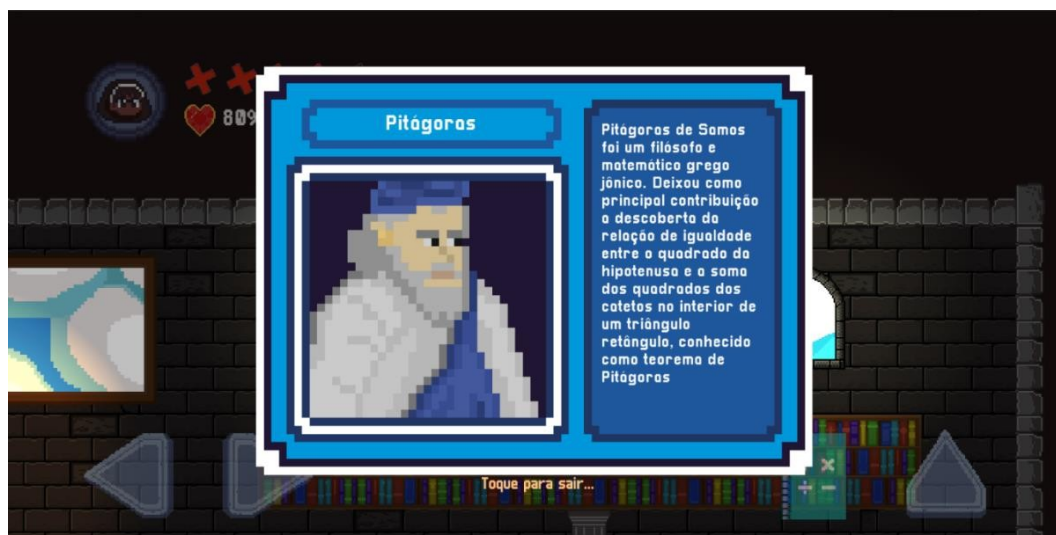 80%
Pitágoras
Pitágoras de Samos
foi um filósofo e
matemático grego
jônico. Deixou como
principal contribuição
a descoberta da
relação de igualdade
entre o quadrado da
hipotenusa e a soma
dos quadrados dos
catetos no interior de
um triângulo
retângulo, conhecido
como teorema de
Pitágoras
Toque para sair...